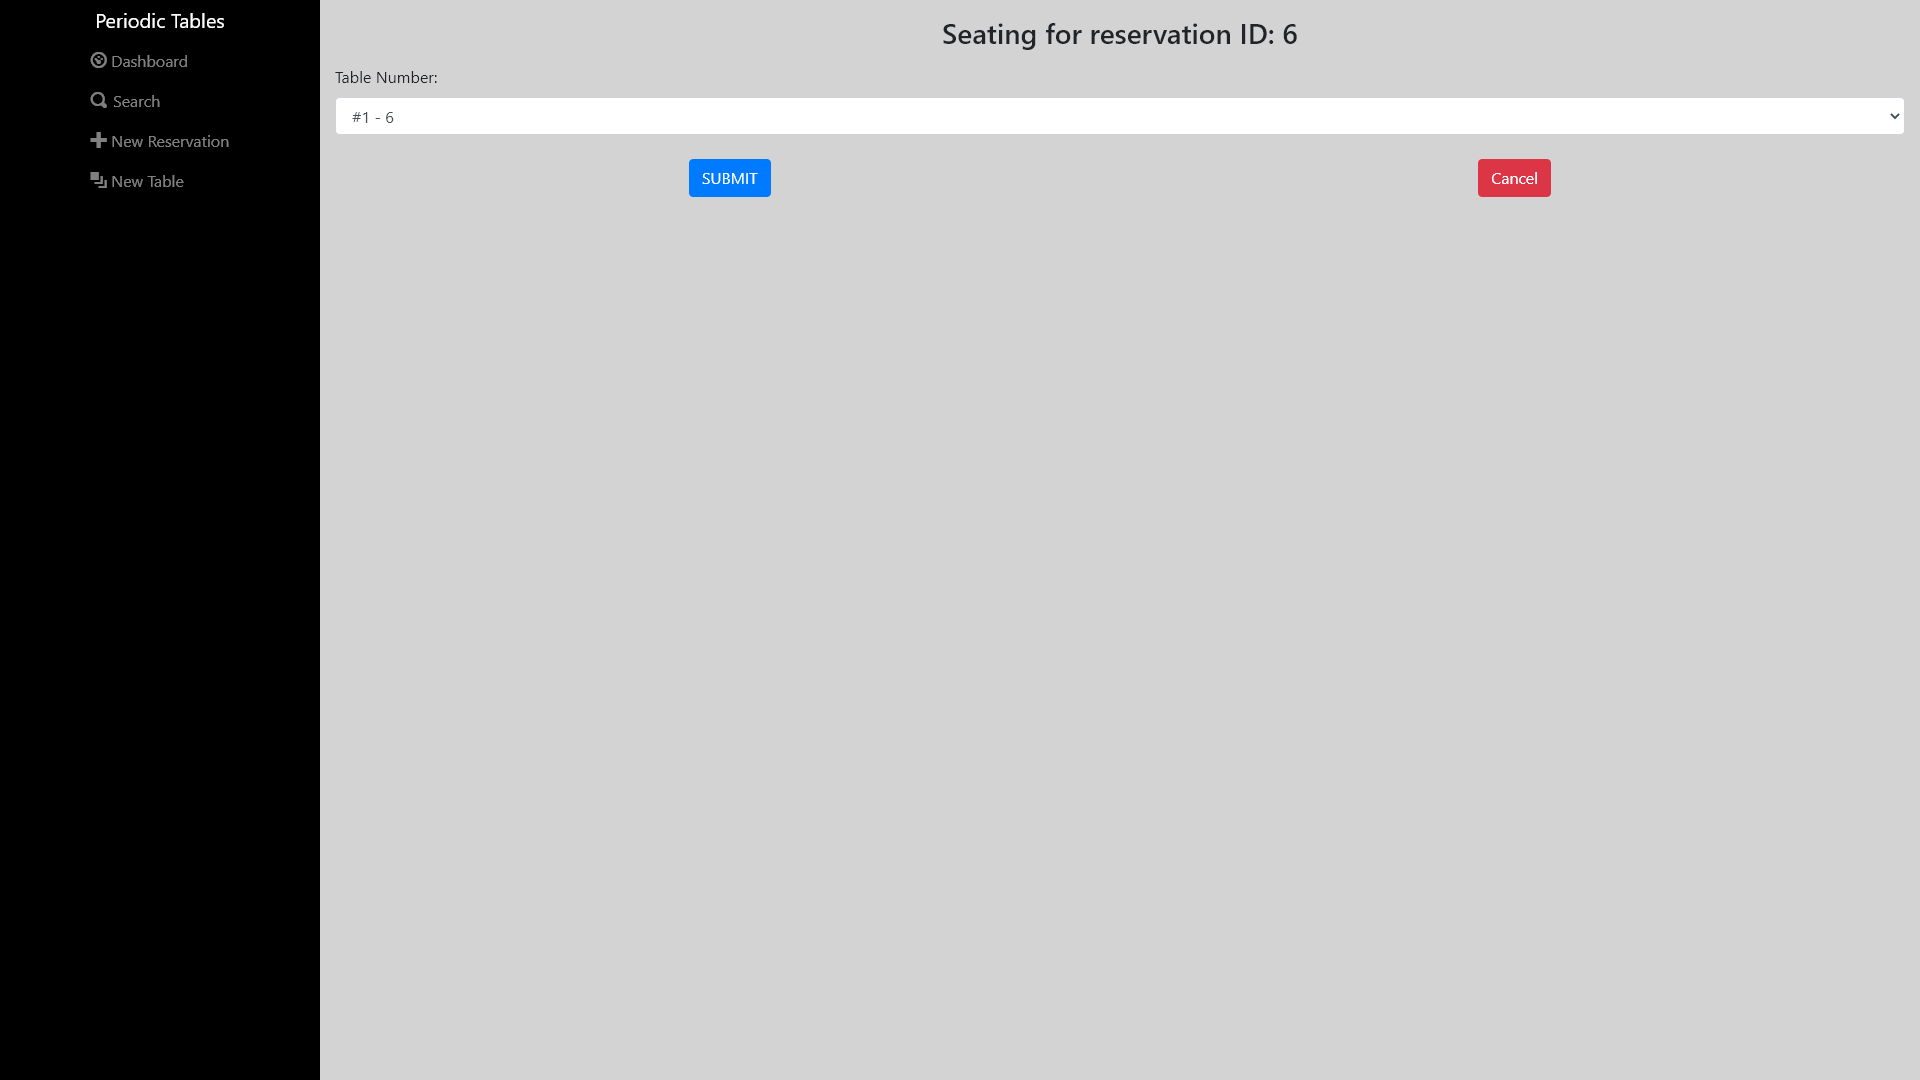 Periodic Tables
Dashboard
Search
New Reservation
New Table
Seating for reservation ID: 6
Table Number:
#1 - 6
SUBMIT
Cancel